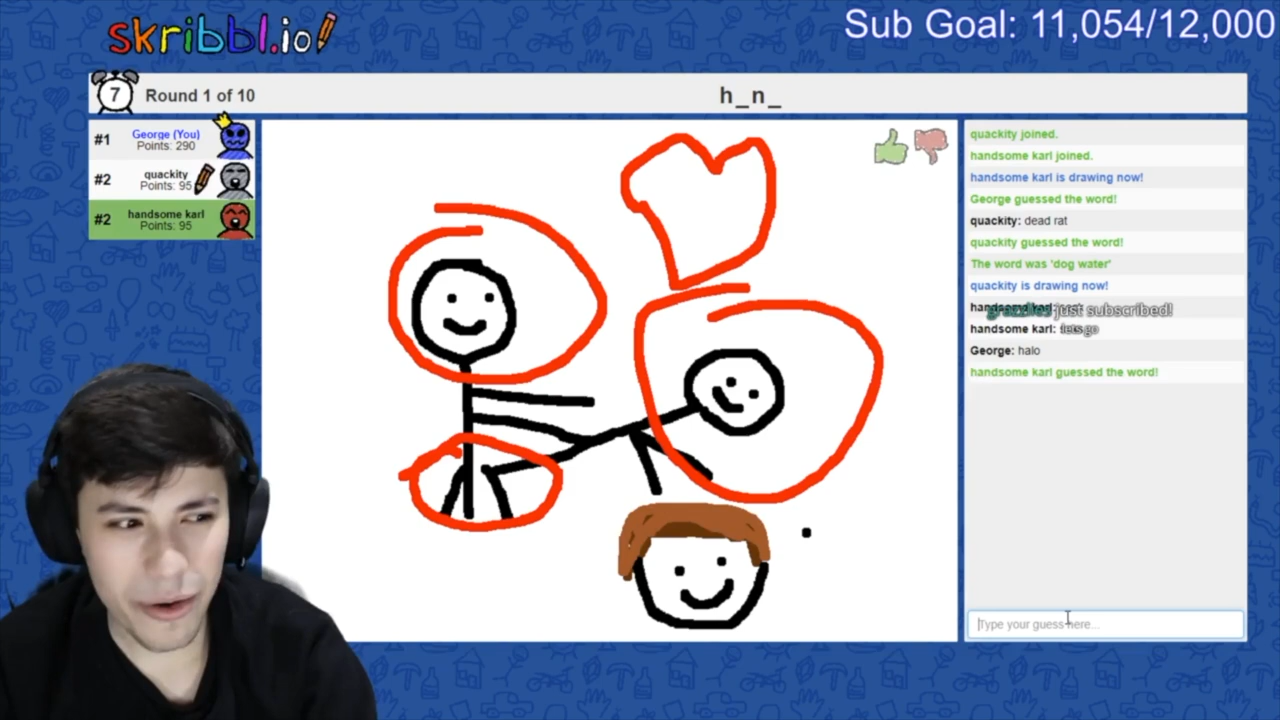 skribbl.io
Sub Goal: 11,054/12,000
7
Round 1 of 10
h_n_
#1
George (You)
Points: 290
#2
quackity
Points: 95
#2
handsome karl
Points: 95
quackity joined.
handsome karl joined.
handsome karl is drawing now!
George guessed the word!
quackity: dead rat
quackity guessed the word!
The word was 'dog water'
quackity is drawing now!
just subscribed!
handsome karl: lets go
George: halo
handsome karl guessed the word!
Type your guess here...